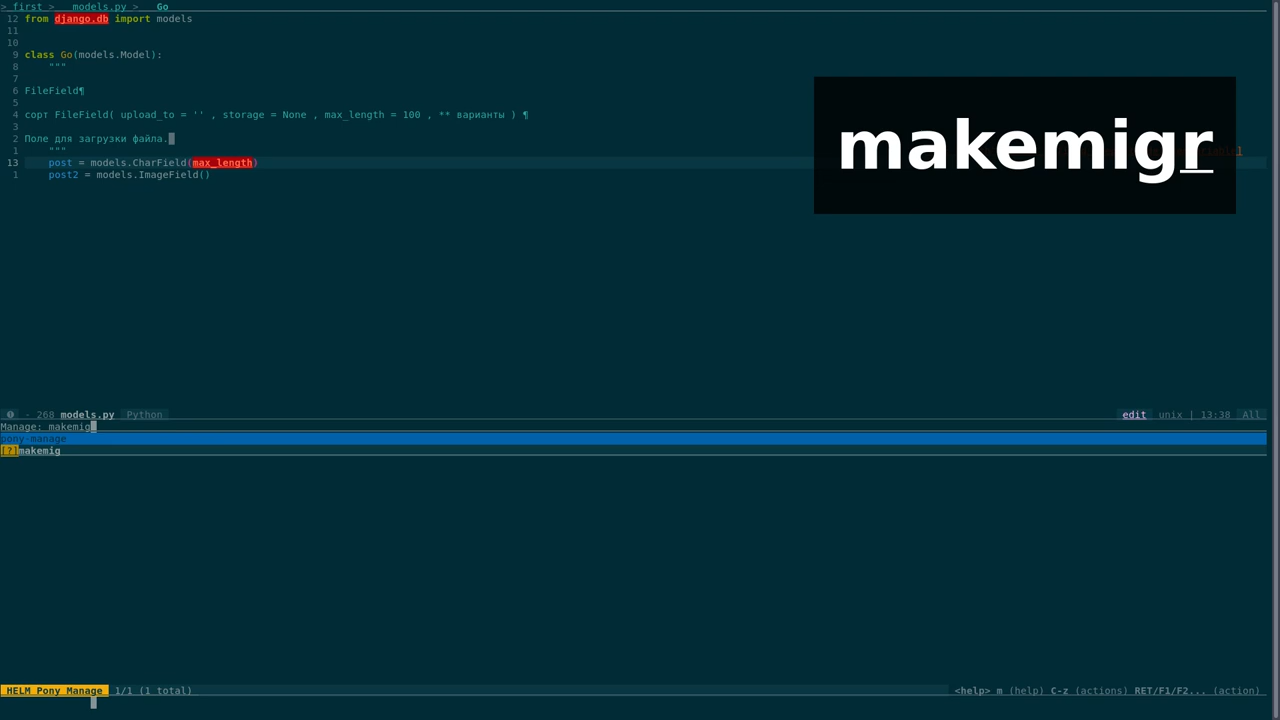 > first > models.py > Go
12 from django.db import models
11
10
9 class Go(models.Model):
8 """
7
6 FileField¶
5
4 сорт FileField( upload_to = '' , storage = None , max_length = 100 , ** варианты ) ¶
3
2 Поле для загрузки файла.
1 """
13 post = models.CharField(max_length)
1 post2 = models.ImageField()
makemigr
- 268 models.py Python edit unix | 13:38 All
Manage: makemig
pony-manage
[?]makemig
HELM Pony Manage 1/1 (1 total) <help> m (help) C-z (actions) RET/F1/F2... (action)